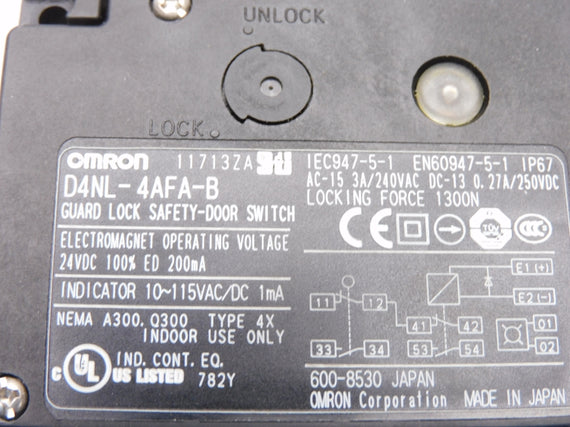 UNLOCK
LOCK
OMRON 11713ZA STI
D4NL-4AFA-B
GUARD LOCK SAFETY-DOOR SWITCH
ELECTROMAGNET OPERATING VOLTAGE
24VDC 100% ED 200mA
INDICATOR 10~115VAC/DC 1mA
NEMA A300,Q300 TYPE 4X
INDOOR USE ONLY
c UL US LISTED
IND. CONT. EQ.
782Y
IEC947-5-1 EN60947-5-1 IP67
AC-15 3A/240VAC DC-13 0.27A/250VDC
LOCKING FORCE 1300N
CE TÜV CCC
E1(+)
E2(-)
11 12
41 42
33 34
53 54
01
02
600-8530 JAPAN
OMRON Corporation MADE IN JAPAN